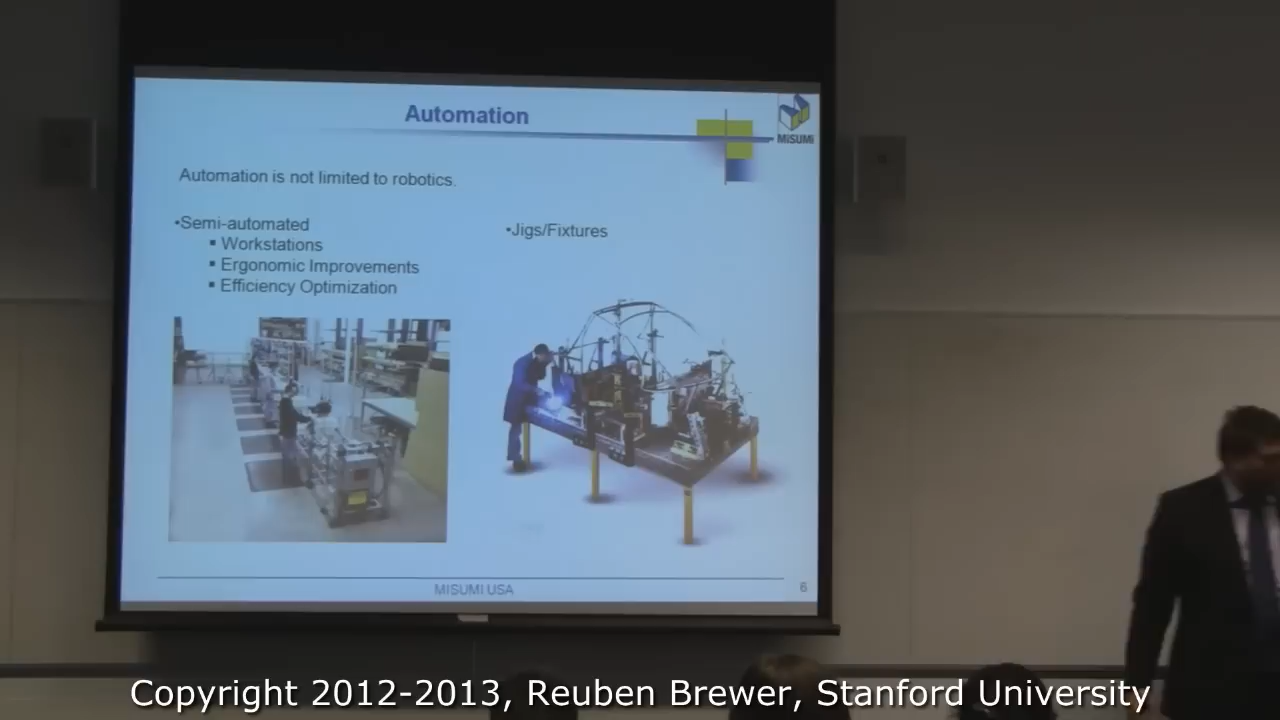 Automation
MiSUMi
Automation is not limited to robotics.
•Semi-automated
▪ Workstations
▪ Ergonomic Improvements
▪ Efficiency Optimization
•Jigs/Fixtures
MISUMI USA
6
Copyright 2012-2013, Reuben Brewer, Stanford University